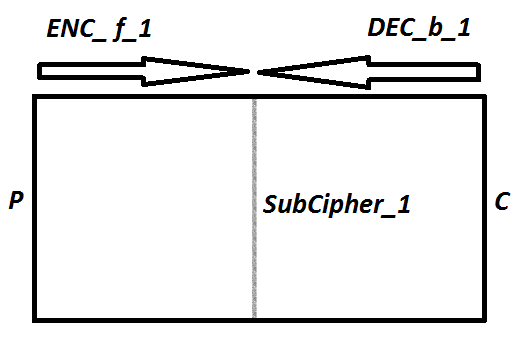 ENC_ f_1
DEC_b_1
P
SubCipher_1
C